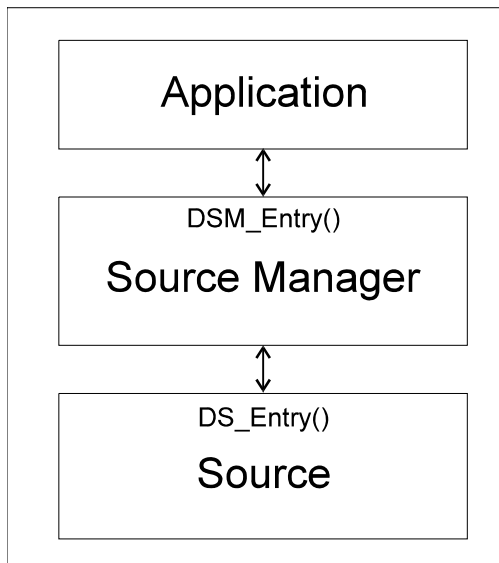 Application
DSM_Entry()
Source Manager
DS_Entry()
Source